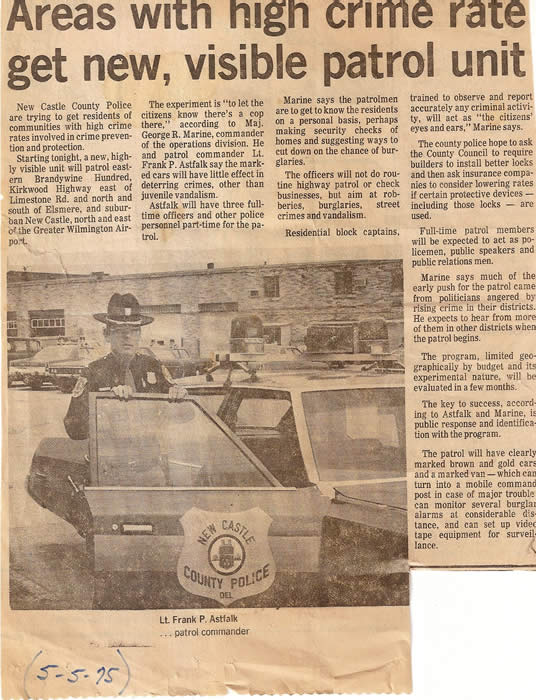 Areas with high crime rate
get new, visible patrol unit
New Castle County Police
are trying to get residents of
communities with high crime
rates involved in crime preven-
tion and protection.
Starting tonight, a new, high-
ly visible unit will patrol east-
ern Brandywine Hundred,
Kirkwood Highway east of
Limestone Rd. and north and
south of Elsmere, and subur-
ban New Castle, north and east
of the Greater Wilmington Air-
port.
The experiment is "to let the
citizens know there's a cop
there," according to Maj.
George R. Marine, commander
of the operations division. He
and patrol commander Lt.
Frank P. Astfalk say the mark-
ed cars will have little effect in
deterring crimes, other than
juvenile vandalism.
Astfalk will have three full-
time officers and other police
personnel part-time for the pa-
trol.
Marine says the patrolmen
are to get to know the residents
on a personal basis, perhaps
making security checks of
homes and suggesting ways to
cut down on the chance of bur-
glaries.
The officers will not do rou-
tine highway patrol or check
businesses, but aim at rob-
beries, burglaries, street
crimes and vandalism.
Residential block captains,
trained to observe and report
accurately any criminal activi-
ty, will act as "the citizens'
eyes and ears," Marine says.
The county police hope to ask
the County Council to require
builders to install better locks
and then ask insurance compa-
nies to consider lowering rates
if certain protective devices —
including those locks — are
used.
Full-time patrol members
will be expected to act as po-
licemen, public speakers and
public relations men.
Marine says much of the
early push for the patrol came
from politicians angered by
rising crime in their districts.
He expects to hear from more
of them in other districts when
the patrol begins.
The program, limited geo-
graphically by budget and its
experimental nature, will be
evaluated in a few months.
The key to success, accord-
ing to Astfalk and Marine, is
public response and identifica-
tion with the program.
The patrol will have clearly
marked brown and gold cars
and a marked van — which can
turn into a mobile command
post in case of major trouble
can monitor several burglar
alarms at considerable dis-
tance, and can set up video
tape equipment for surveil-
lance.
NEW CASTLE
COUNTY POLICE
DEL
Lt. Frank P. Astfalk
... patrol commander
(5-5-75)